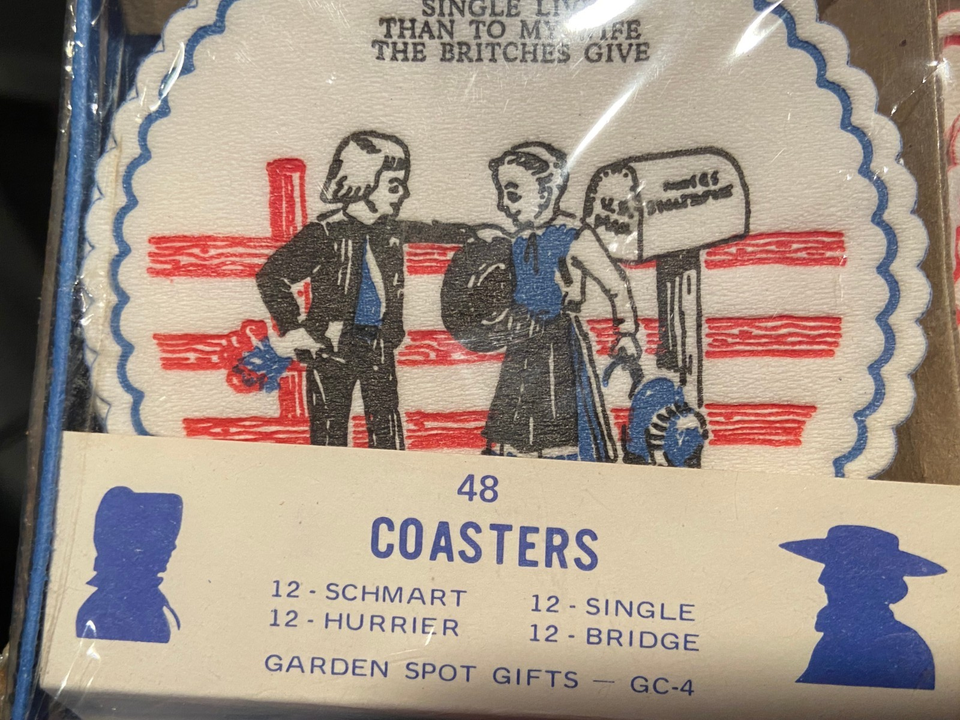 SINGLE
THAN TO MY WIFE
THE BRITCHES GIVE
48
COASTERS
12 - SCHMART
12 - SINGLE
12 - HURRIER
12 - BRIDGE
GARDEN SPOT GIFTS — GC-4